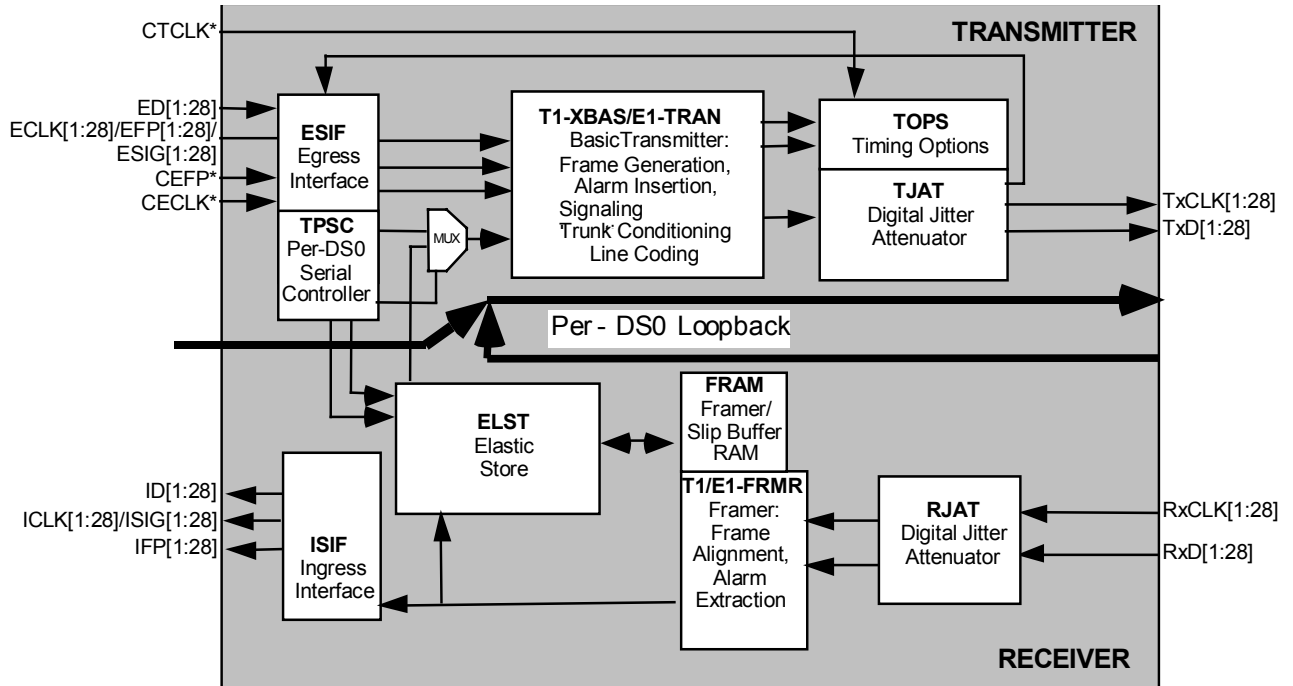 CTCLK*
TRANSMITTER
ED[1:28]
ECLK[1:28]/EFP[1:28]/
ESIG[1:28]
CEFP*
CECLK*
ESIF
Egress
Interface
TPSC
Per-DS0
Serial
Controller
MUX
T1-XBAS/E1-TRAN
BasicTransmitter:
Frame Generation,
Alarm Insertion,
Signaling
Trunk Conditioning
Line Coding
TOPS
Timing Options
TJAT
Digital Jitter
Attenuator
TxCLK[1:28]
TxD[1:28]
Per - DS0 Loopback
ELST
Elastic
Store
FRAM
Framer/
Slip Buffer
RAM
ID[1:28]
ICLK[1:28]/ISIG[1:28]
IFP[1:28]
ISIF
Ingress
Interface
T1/E1-FRMR
Framer:
Frame
Alignment,
Alarm
Extraction
RJAT
Digital Jitter
Attenuator
RxCLK[1:28]
RxD[1:28]
RECEIVER